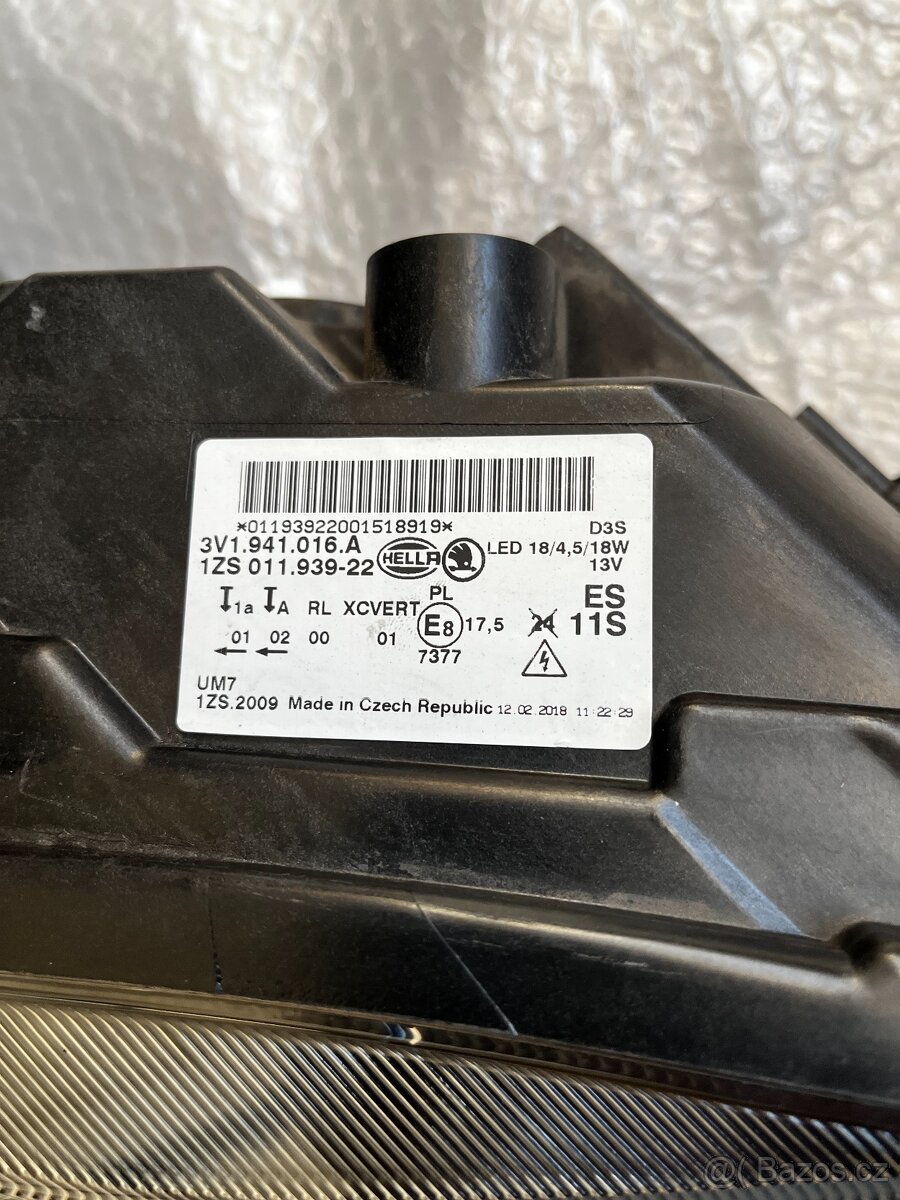 *01193922001518919*
3V1.941.016.A
1ZS 011.939-22
HELLA
D3S
LED 18/4,5/18W
13V
1a A RL XCVERT
01 02 00 01
PL
E8 17,5
7377
ES
24 11S
UM7
1ZS.2009 Made in Czech Republic 12.02.2018 11:22:29
@( Bazos.cz